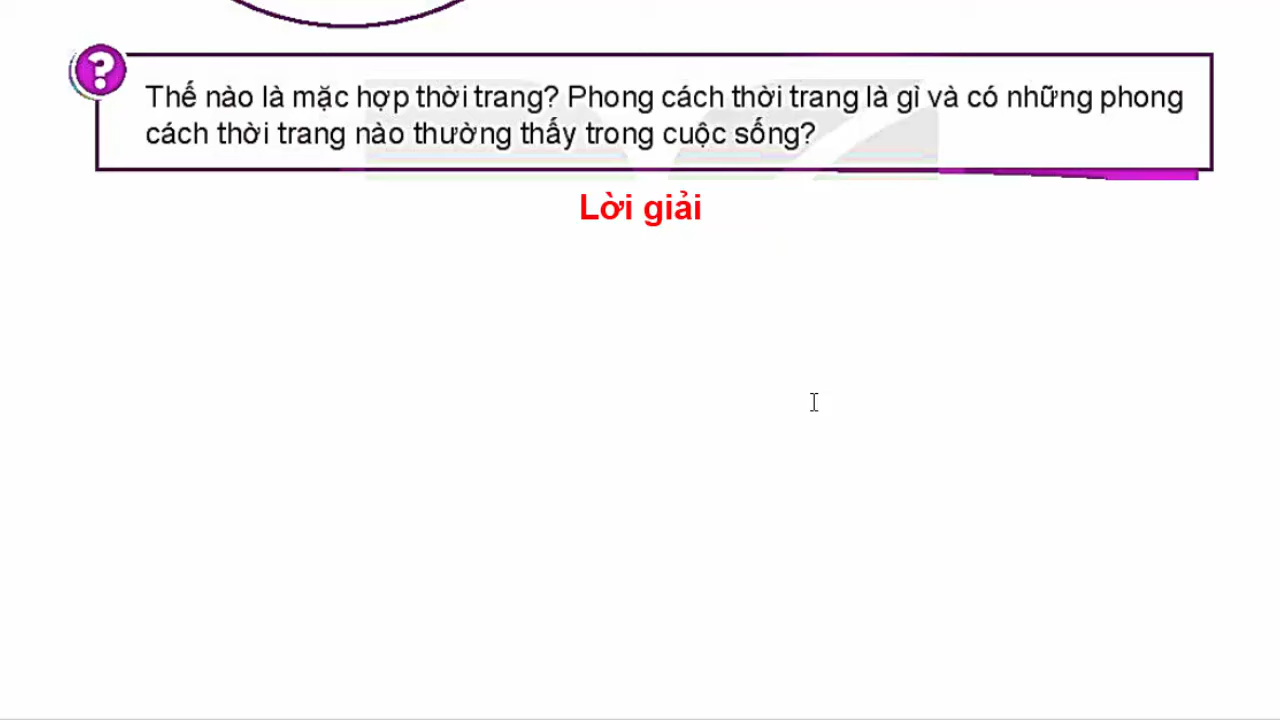 ?
Thế nào là mặc hợp thời trang? Phong cách thời trang là gì và có những phong
cách thời trang nào thường thấy trong cuộc sống?
Lời giải